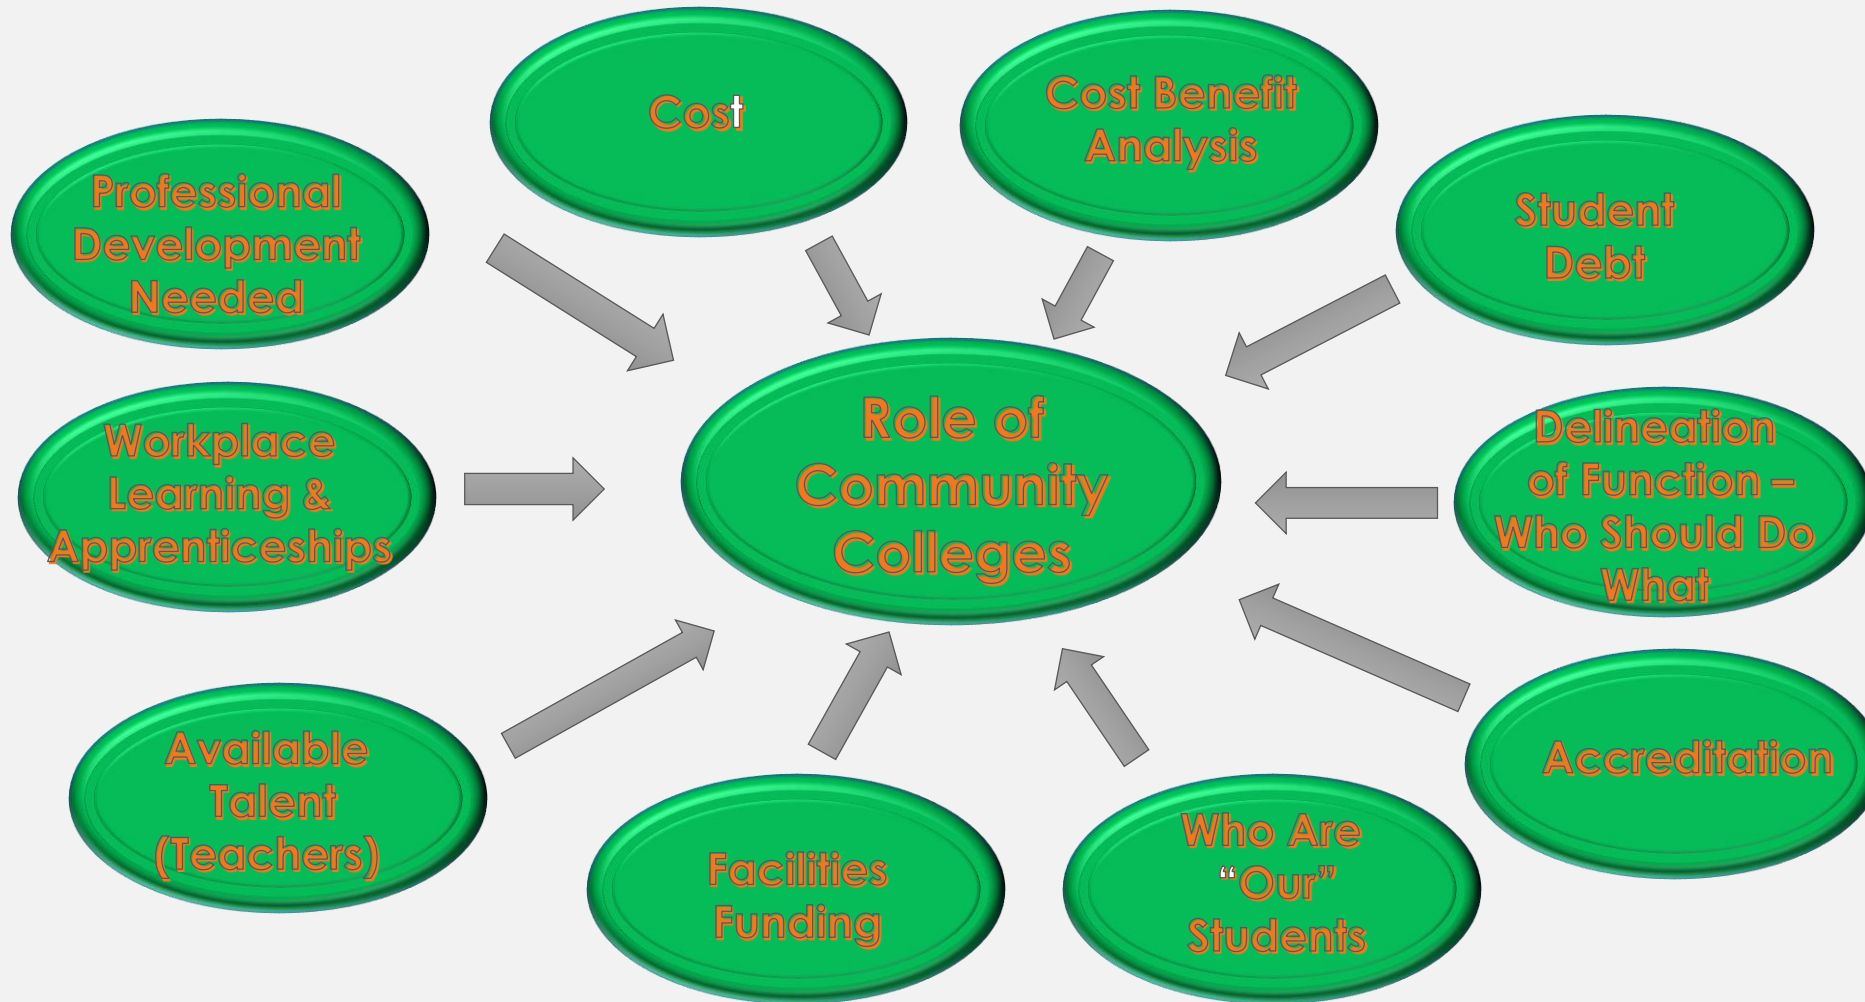 Cost
Cost Benefit
Analysis
Professional
Development
Needed
Student
Debt
Role of
Community
Colleges
Workplace
Learning &
Apprenticeships
Delineation
of Function –
Who Should Do
What
Available
Talent
(Teachers)
Accreditation
Facilities
Funding
Who Are
“Our”
Students